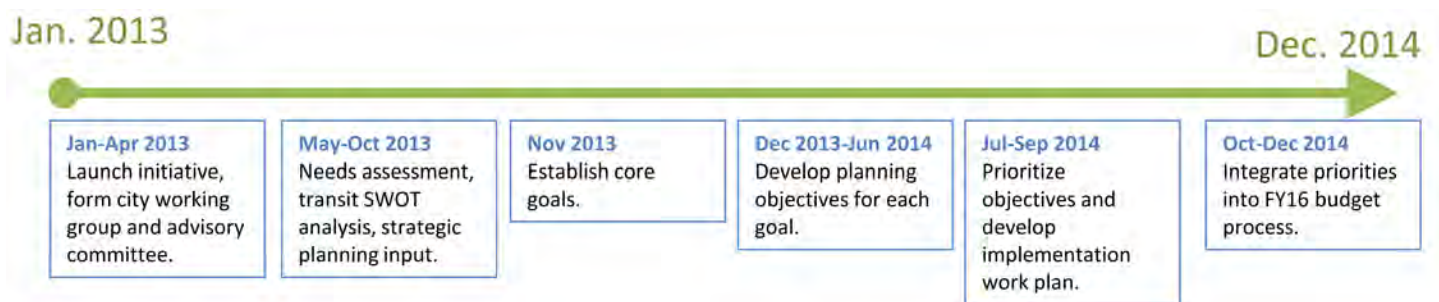 Jan. 2013
Dec. 2014
Jan-Apr 2013
Launch initiative,
form city working
group and advisory
committee.
May-Oct 2013
Needs assessment,
transit SWOT
analysis, strategic
planning input.
Nov 2013
Establish core
goals.
Dec 2013-Jun 2014
Develop planning
objectives for each
goal.
Jul-Sep 2014
Prioritize
objectives and
develop
implementation
work plan.
Oct-Dec 2014
Integrate priorities
into FY16 budget
process.